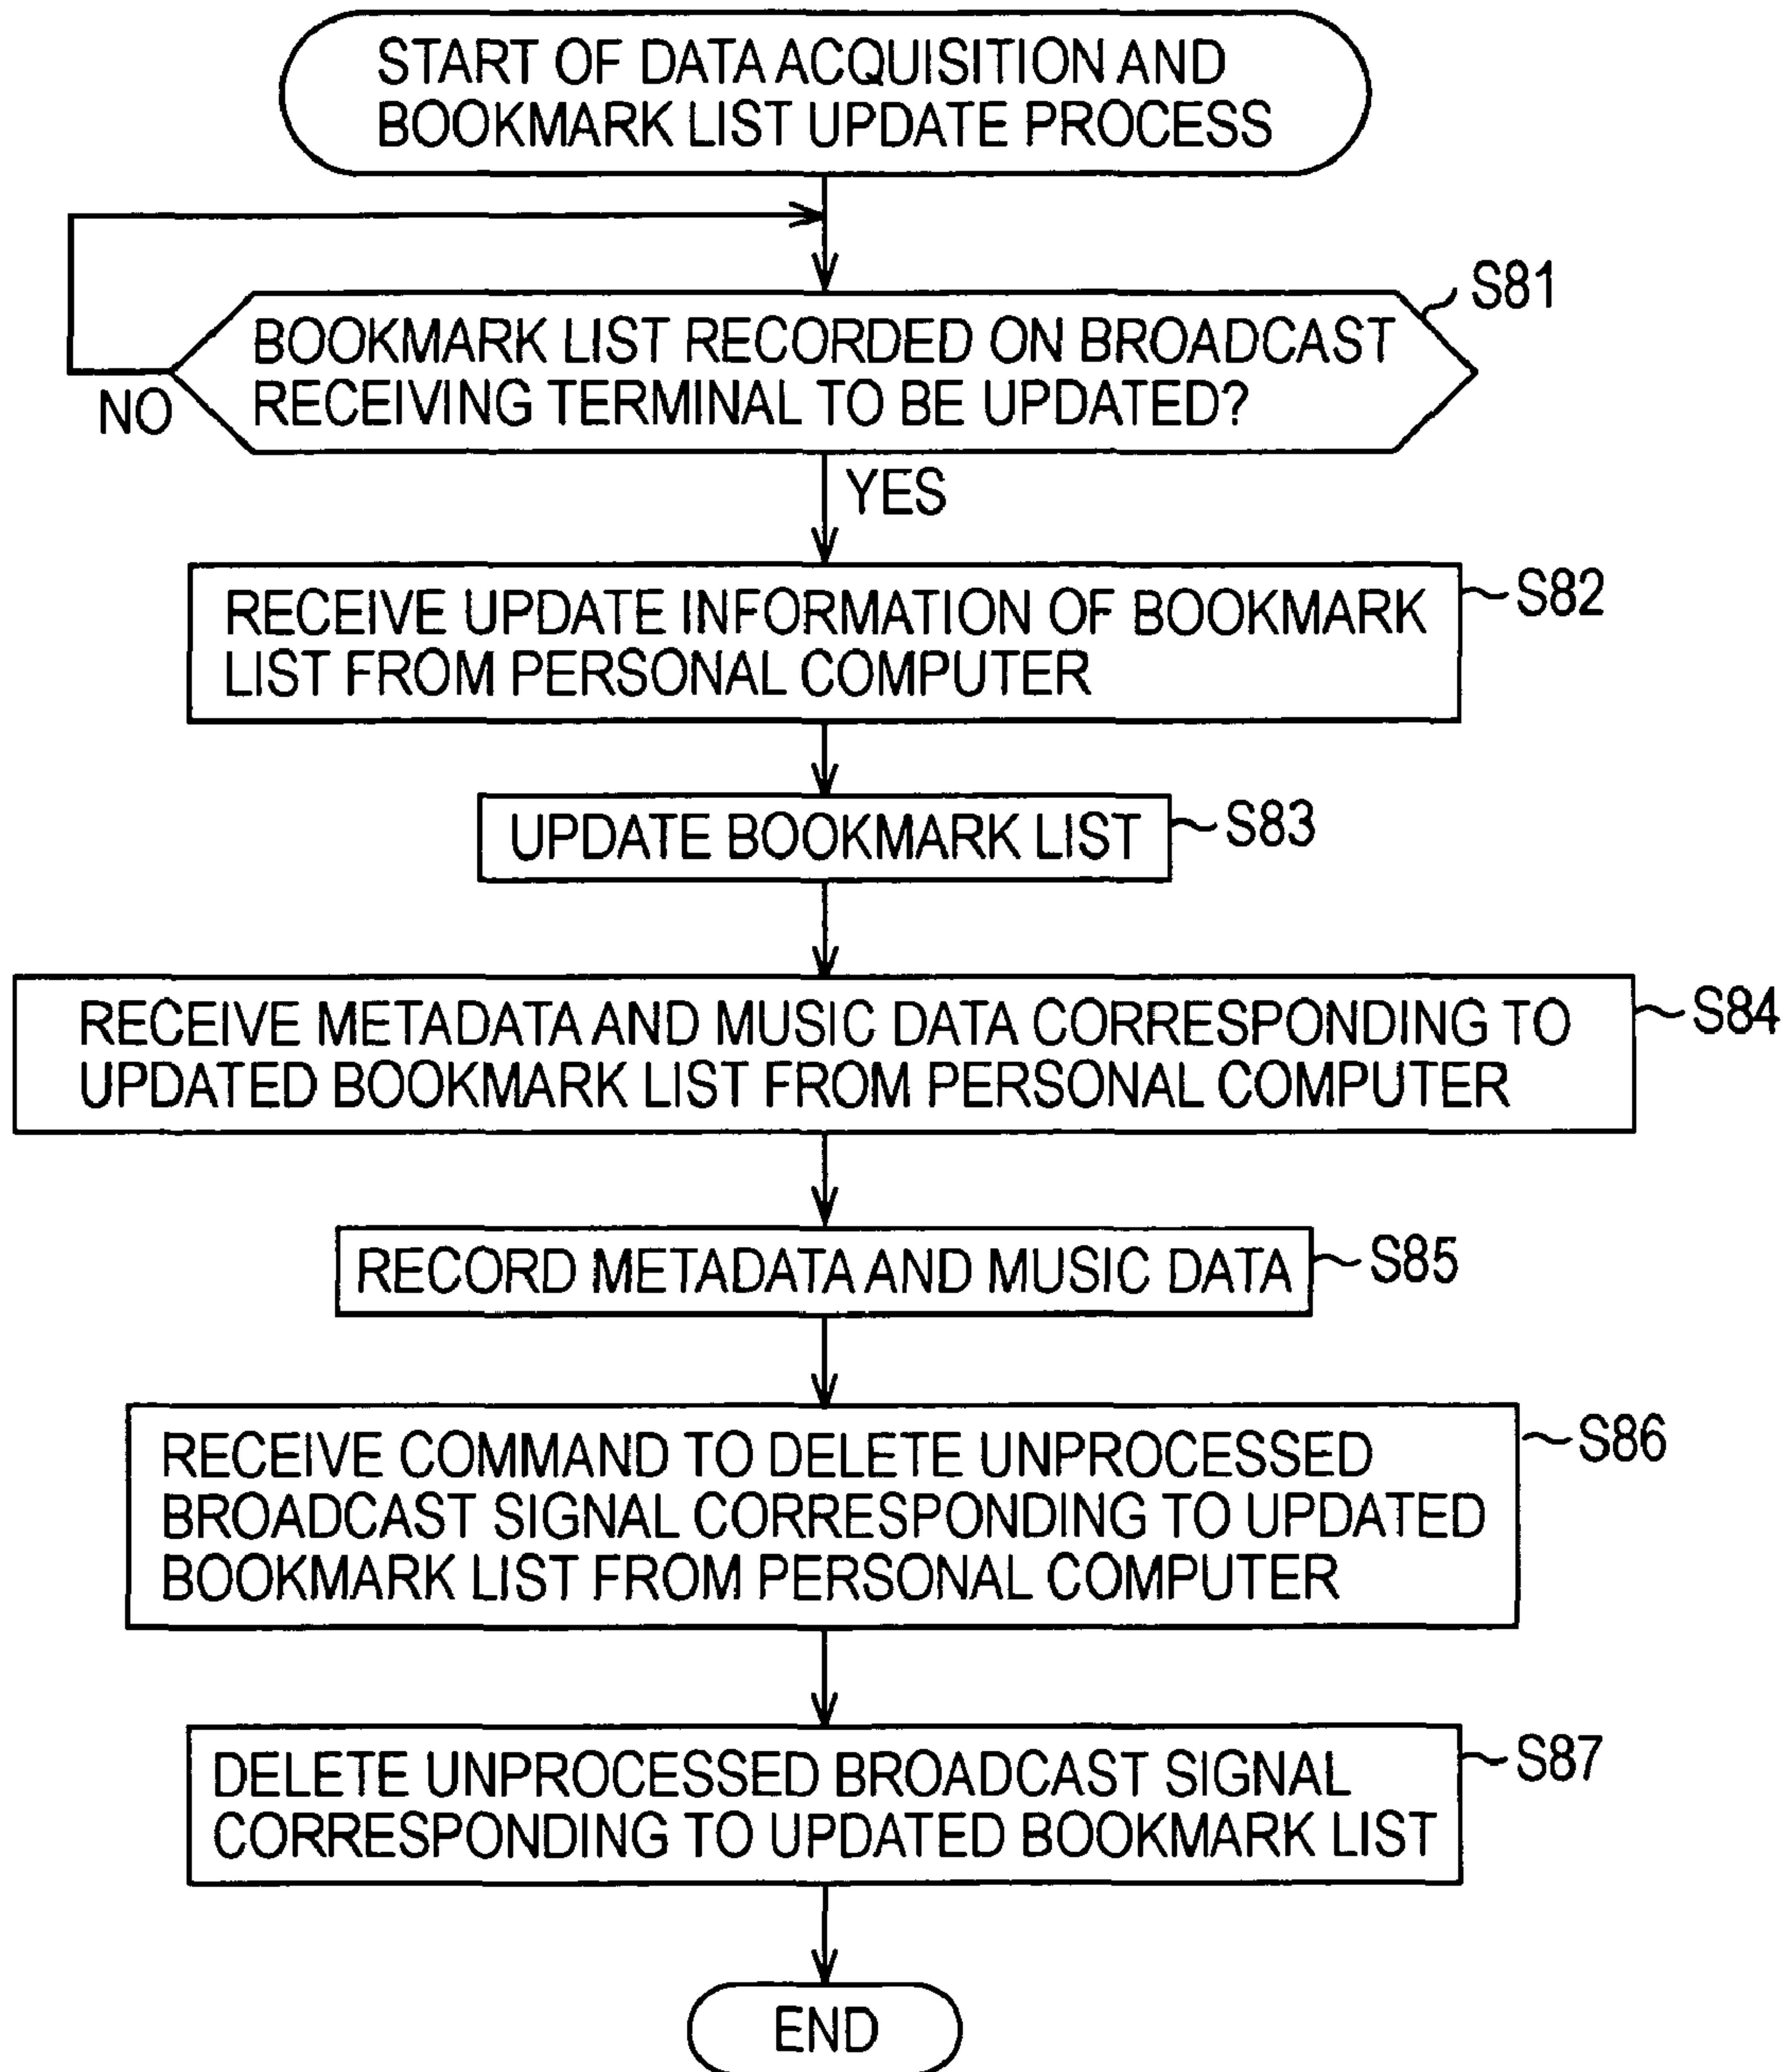 START OF DATA ACQUISITION AND
BOOKMARK LIST UPDATE PROCESS
S81
BOOKMARK LIST RECORDED ON BROADCAST
RECEIVING TERMINAL TO BE UPDATED?
NO
YES
S82
RECEIVE UPDATE INFORMATION OF BOOKMARK
LIST FROM PERSONAL COMPUTER
UPDATE BOOKMARK LIST
S83
RECEIVE METADATA AND MUSIC DATA CORRESPONDING TO
UPDATED BOOKMARK LIST FROM PERSONAL COMPUTER
S84
RECORD METADATA AND MUSIC DATA
S85
RECEIVE COMMAND TO DELETE UNPROCESSED
BROADCAST SIGNAL CORRESPONDING TO UPDATED
BOOKMARK LIST FROM PERSONAL COMPUTER
S86
DELETE UNPROCESSED BROADCAST SIGNAL
CORRESPONDING TO UPDATED BOOKMARK LIST
S87
END